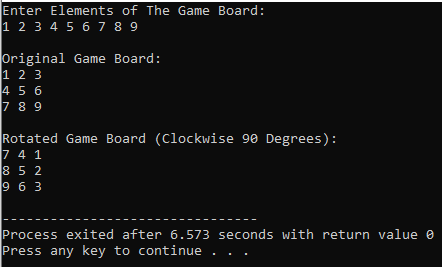 Enter Elements of The Game Board:
1 2 3 4 5 6 7 8 9
Original Game Board:
1 2 3
4 5 6
7 8 9
Rotated Game Board (Clockwise 90 Degrees):
7 4 1
8 5 2
9 6 3
--------------------------------
Process exited after 6.573 seconds with return value 0
Press any key to continue . . .